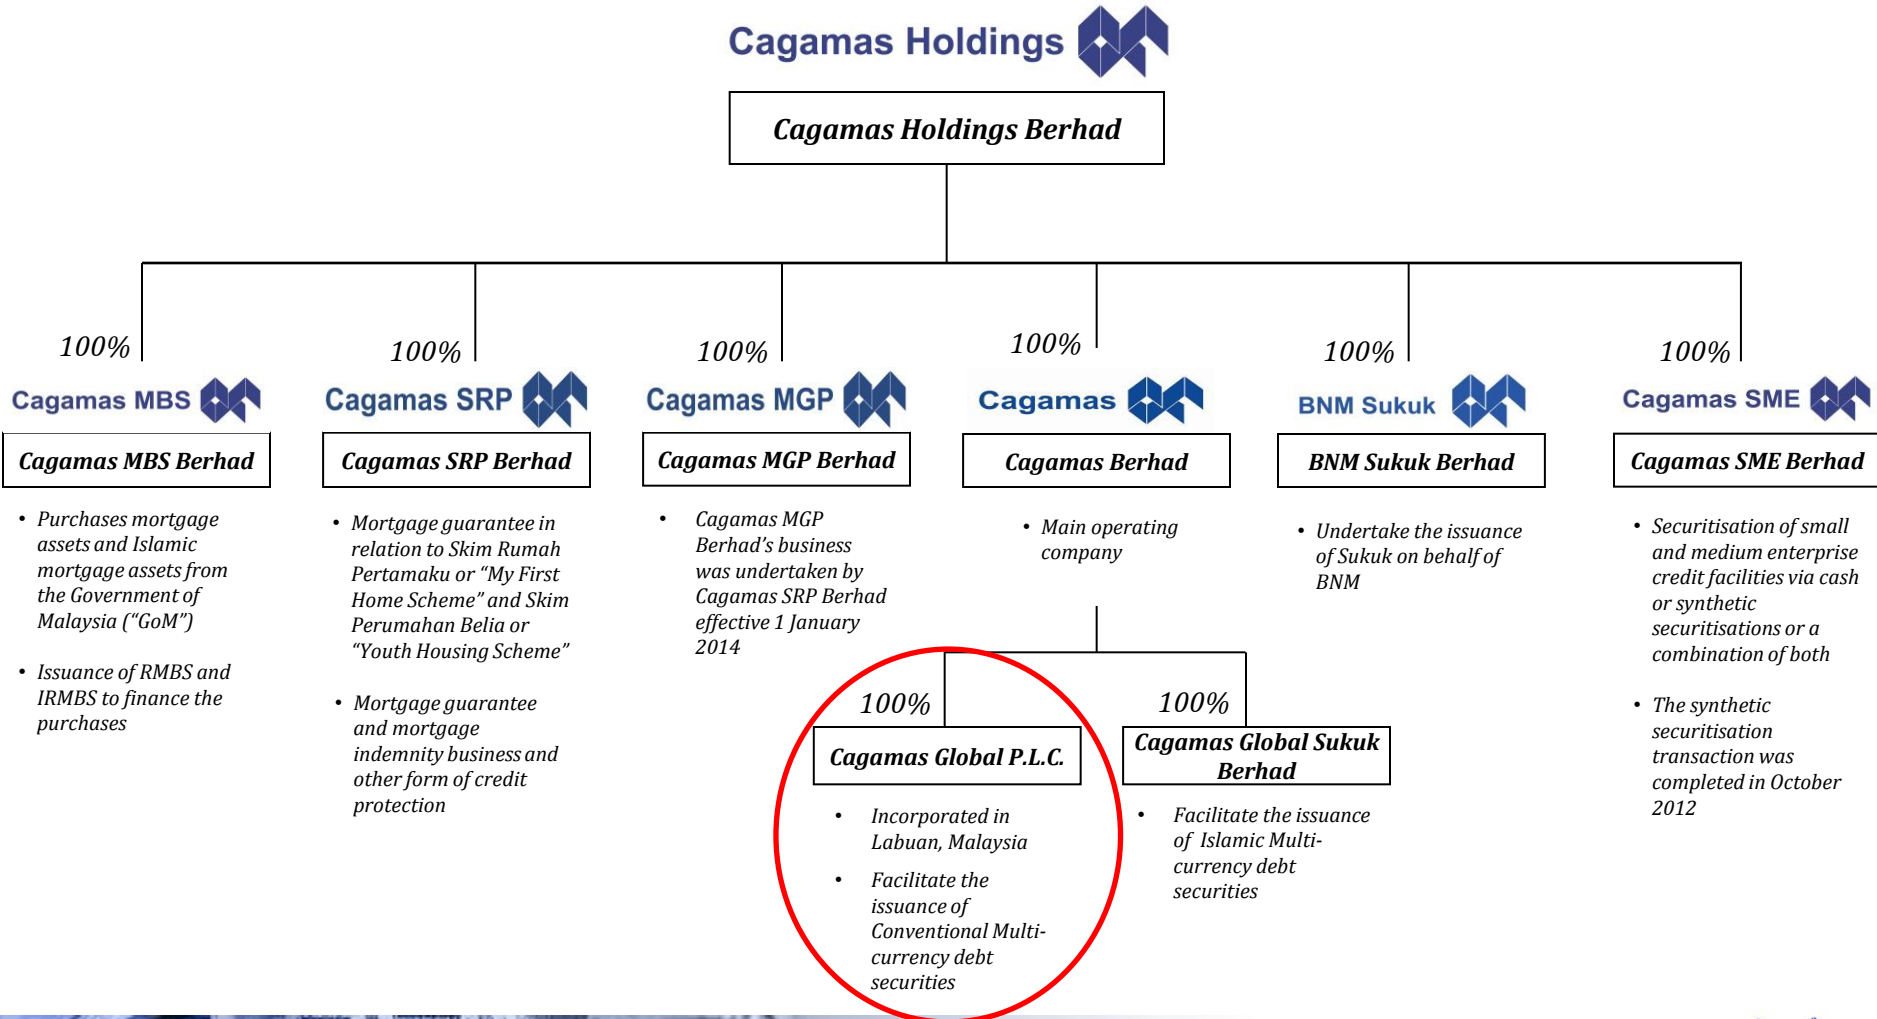 Cagamas Holdings
Cagamas Holdings Berhad
100%
Cagamas MBS
Cagamas MBS Berhad
• Purchases mortgage
assets and Islamic
mortgage assets from
the Government of
Malaysia (“GoM”)
• Issuance of RMBS and
IRMBS to finance the
purchases
100%
Cagamas SRP
Cagamas SRP Berhad
• Mortgage guarantee in
relation to Skim Rumah
Pertamaku or “My First
Home Scheme” and Skim
Perumahan Belia or
“Youth Housing Scheme”
• Mortgage guarantee
and mortgage
indemnity business and
other form of credit
protection
100%
Cagamas MGP
Cagamas MGP Berhad
• Cagamas MGP
Berhad’s business
was undertaken by
Cagamas SRP Berhad
effective 1 January
2014
100%
Cagamas
Cagamas Berhad
• Main operating
company
100%
Cagamas Global P.L.C.
• Incorporated in
Labuan, Malaysia
• Facilitate the
issuance of
Conventional Multi-
currency debt
securities
100%
Cagamas Global Sukuk
Berhad
• Facilitate the issuance
of Islamic Multi-
currency debt
securities
100%
BNM Sukuk
BNM Sukuk Berhad
• Undertake the issuance
of Sukuk on behalf of
BNM
100%
Cagamas SME
Cagamas SME Berhad
• Securitisation of small
and medium enterprise
credit facilities via cash
or synthetic
securitisations or a
combination of both
• The synthetic
securitisation
transaction was
completed in October
2012